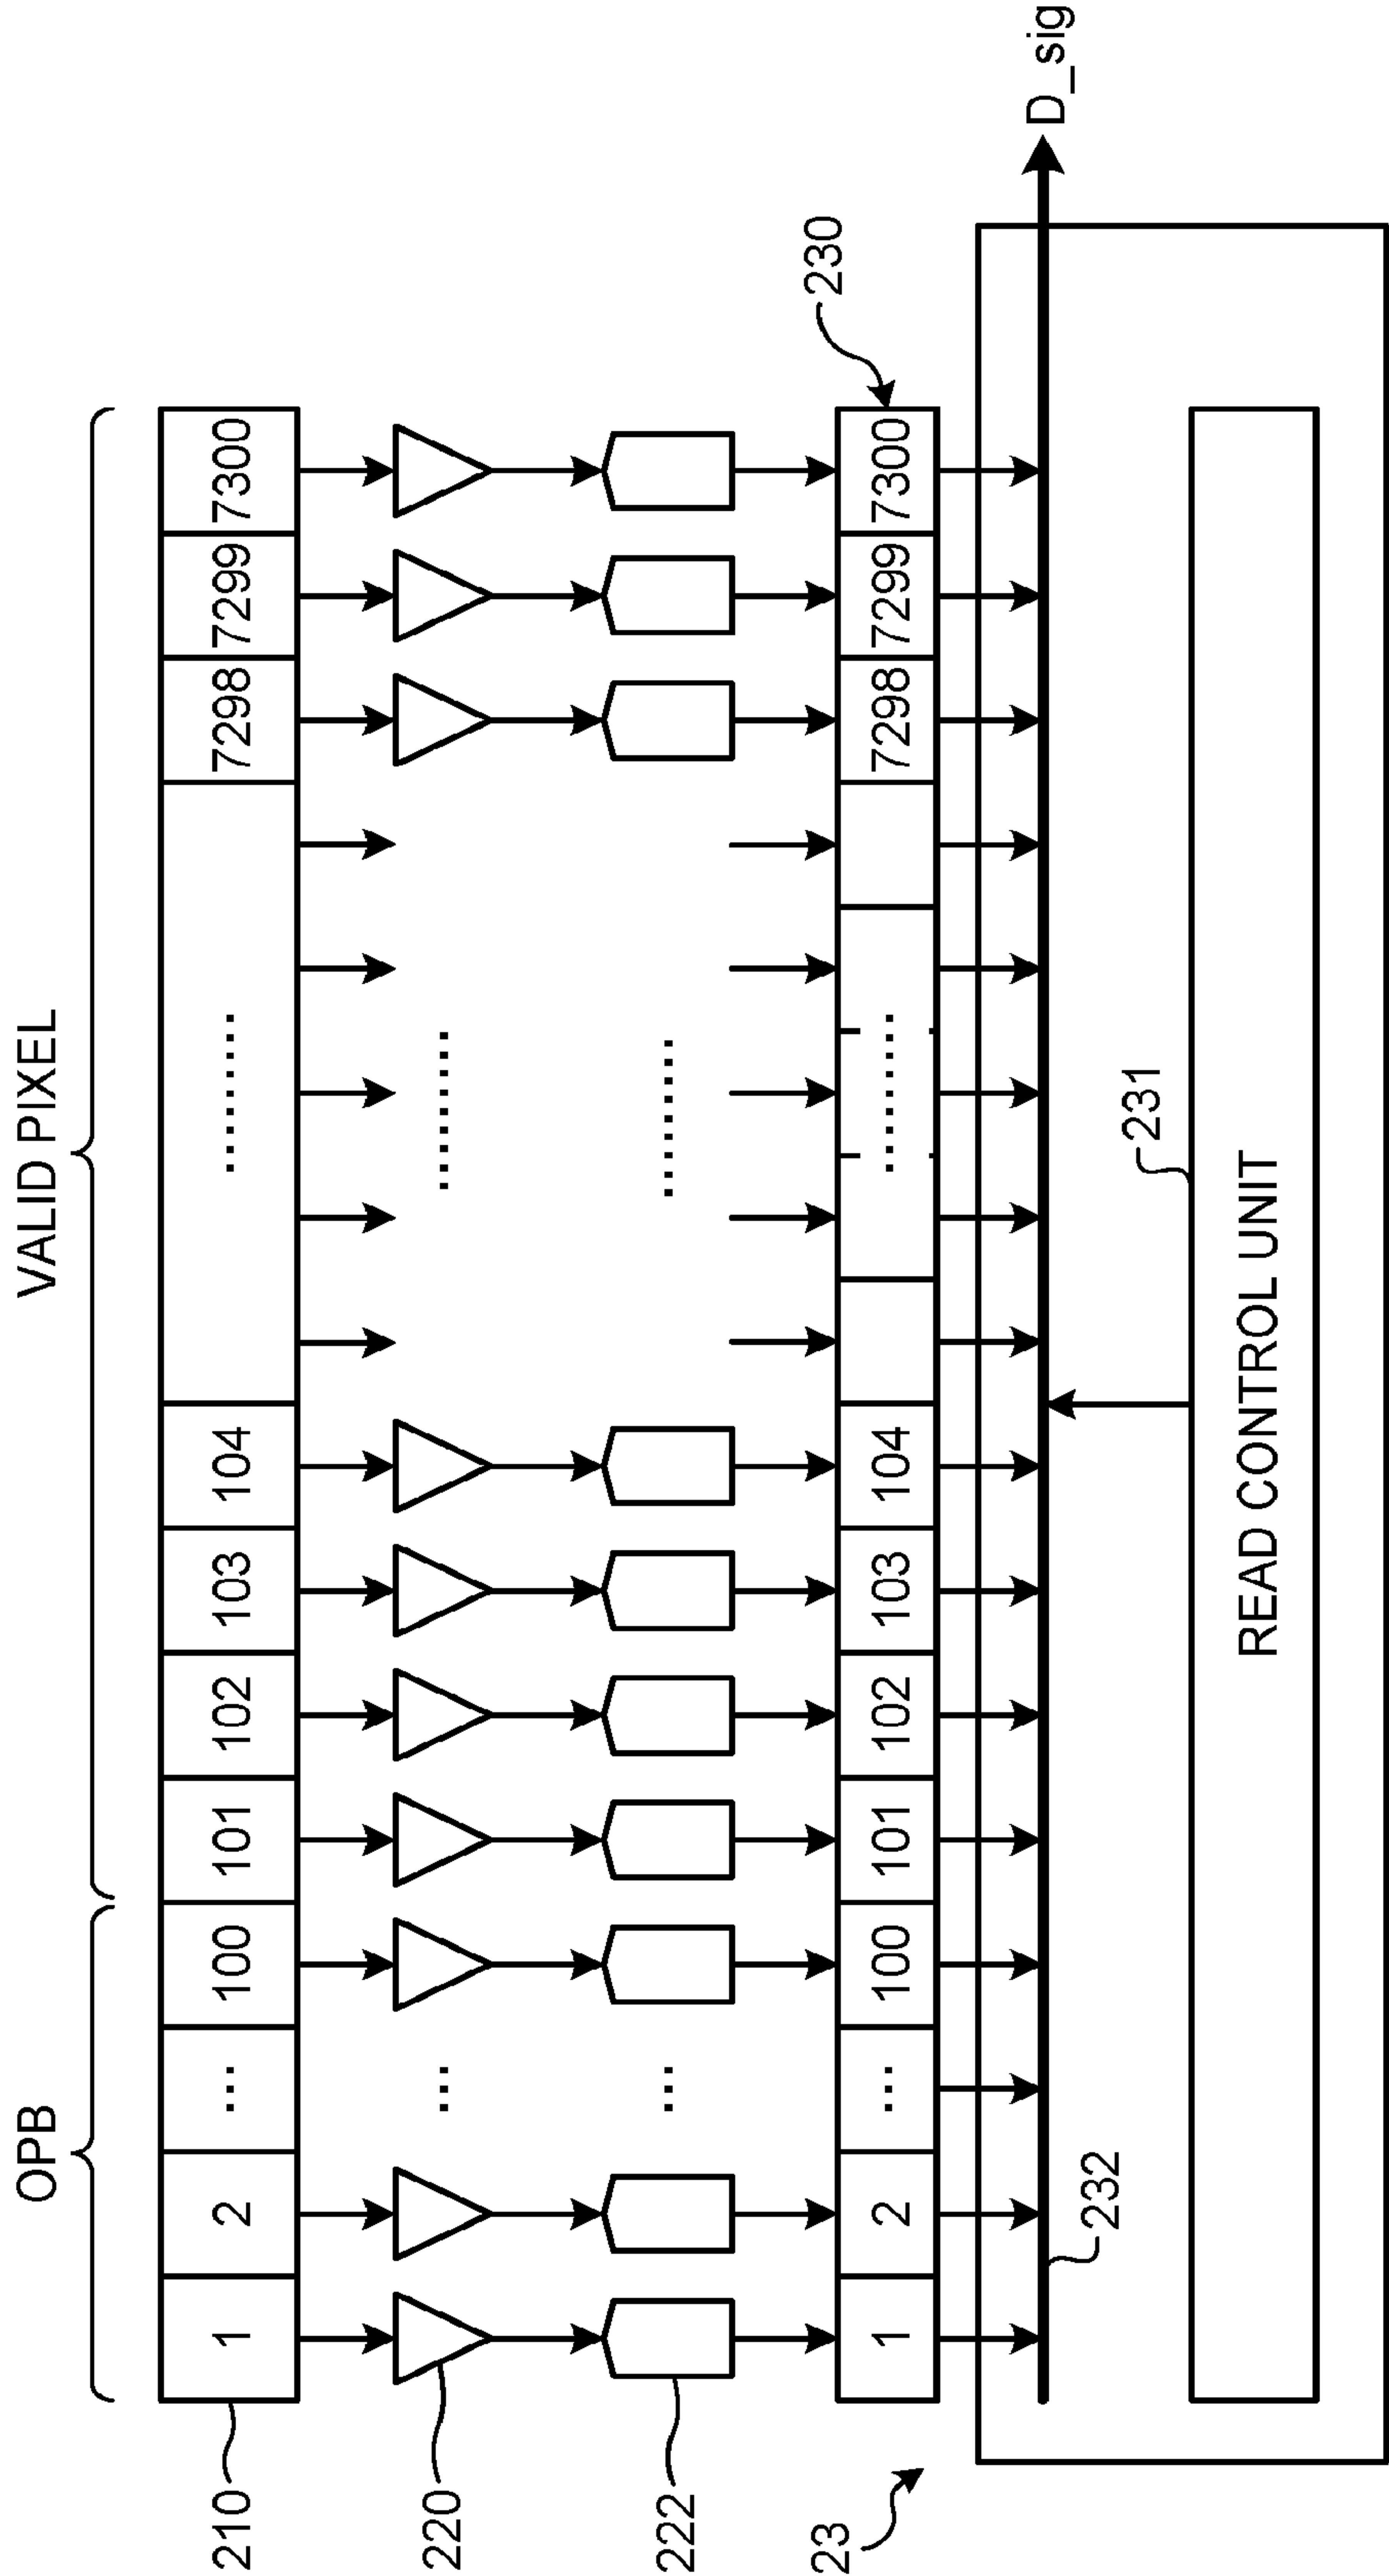 OPB VALID PIXEL
210 1 2 ... 100 101 102 103 104 ......... 7298 7299 7300
220 ... .........
222 ... .........
230
23 1 2 ... 100 101 102 103 104 ......... 7298 7299 7300
D_sig
232 231
READ CONTROL UNIT